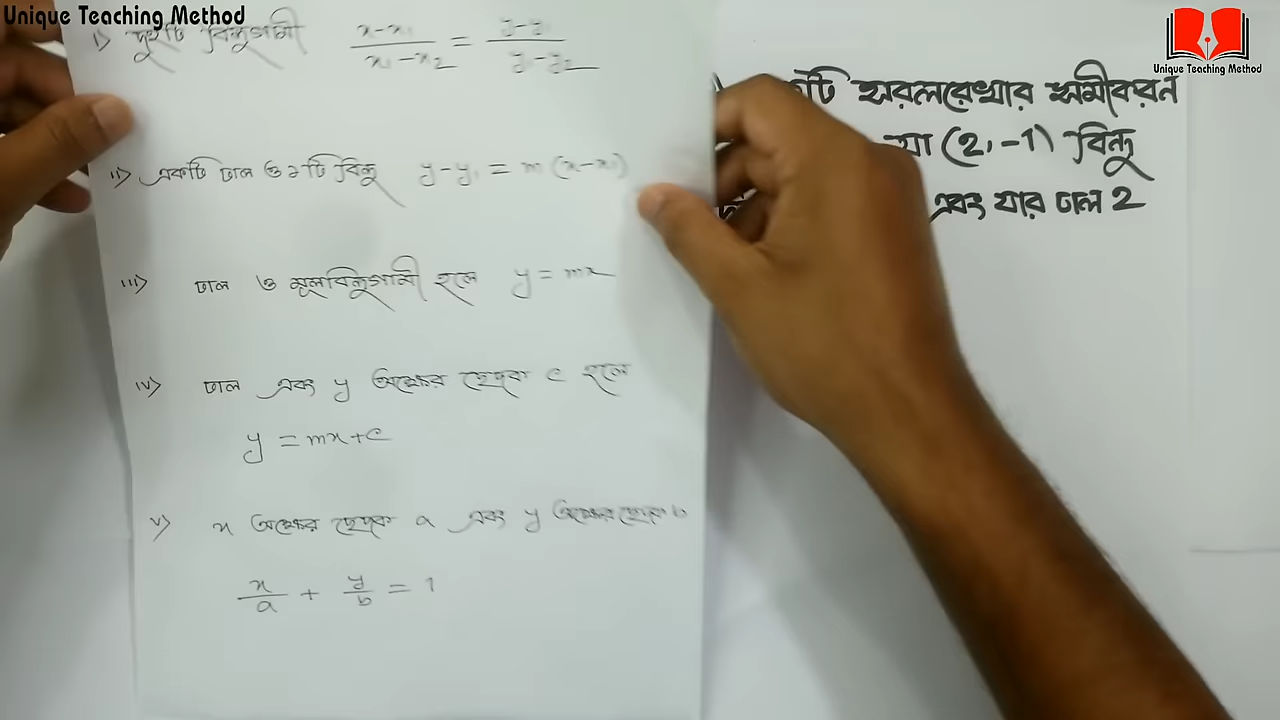 Unique Teaching Method
Unique Teaching Method
i) দুইটি বিন্দুগামী x-x₁/x₁-x₂ = y-y₁/y₁-y₂
ii) একটি ঢাল ও ১টি বিন্দু y-y₁ = m(x-x₁)
iii) ঢাল ও মূলবিন্দুগামী হলে y = mx
iv) ঢাল এবং y অক্ষের ছেদক c হলে
y = mx+c
v) x অক্ষের ছেদক a এবং y অক্ষের ছেদক b
x/a + y/b = 1
সরলরেখার সমীকরন
যা (2,-1) বিন্দু
এবং যার ঢাল 2